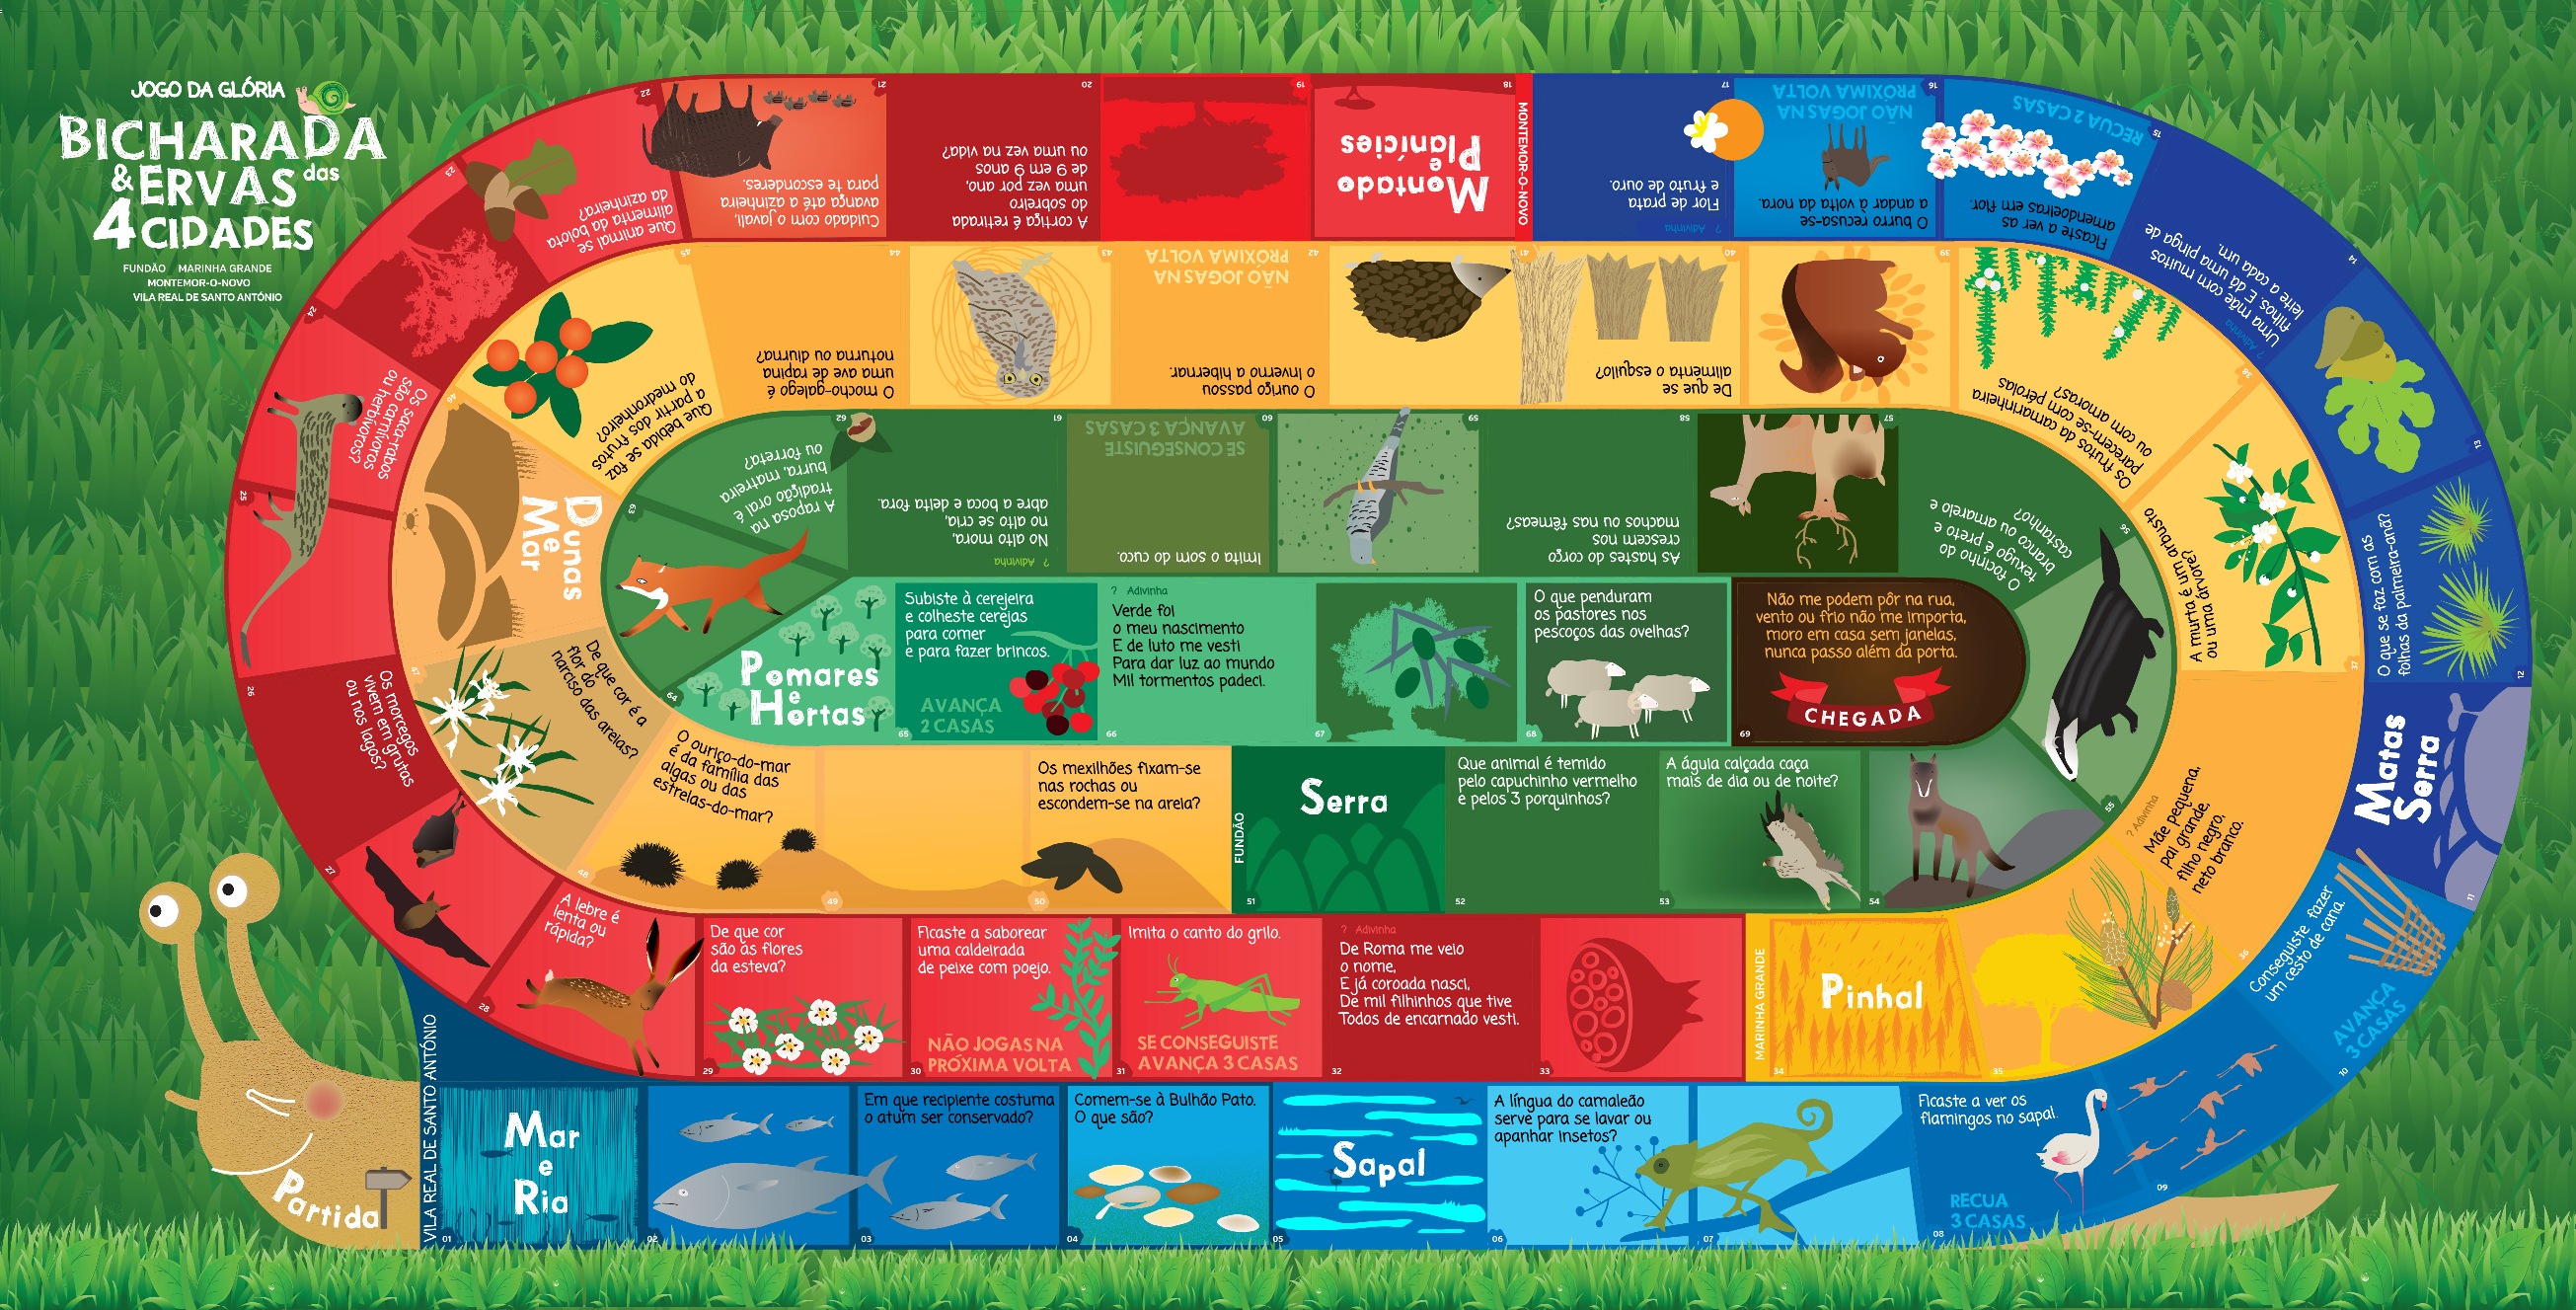 JOGO DA GLÓRIA
BICHARADA
& ERVAS das
4 CIDADES
FUNDÃO MARINHA GRANDE
MONTEMOR-O-NOVO
VILA REAL DE SANTO ANTÓNIO
Partida
VILA REAL DE SANTO ANTÓNIO
Mar
e
Ria
01
02
Em que recipiente costuma
o atum ser conservado?
03
Comem-se à Bulhão Pato.
O que são?
04
Sapal
05
A língua do camaleão
serve para se lavar ou
apanhar insetos?
06
07
Ficaste a ver os
flamingos no sapal.
RECUA
3 CASAS
08
09
Conseguiste fazer
um cesto de cana.
AVANÇA
3 CASAS
10
Matas
Serra
11
O que se faz com as
folhas da palmeira-anã?
12
13
? Adivinha
Uma mãe com muitos
filhos. E dá uma pinga de
leite a cada um.
14
Ficaste a ver as
amendoeiras em flor.
RECUA 2 CASAS
15
O burro recusa-se
a andar à volta da nora.
NÃO JOGAS NA
PRÓXIMA VOLTA
16
? Adivinha
Flor de prata
e fruto de ouro.
17
MONTEMOR-O-NOVO
Montado
e
Planícies
18
19
A cortiça é retirada
do sobreiro
uma vez por ano,
de 9 em 9 anos
ou uma vez na vida?
20
Cuidado com o javali,
avança até a azinheira
para te esconderes.
21
Que animal se
alimenta da bolota
da azinheira?
22
23
Os saca-rabos
são carnívoros
ou herbívoros?
24
25
Os morcegos
vivem em grutas
ou nos lagos?
26
27
A lebre é
lenta ou
rápida?
28
De que cor
são as flores
da esteva?
29
Ficaste a saborear
uma caldeirada
de peixe com poejo.
NÃO JOGAS NA
PRÓXIMA VOLTA
30
Imita o canto do grilo.
SE CONSEGUISTE
AVANÇA 3 CASAS
31
? Adivinha
De Roma me veio
o nome,
E já coroada nasci,
De mil filhinhos que tive
Todos de encarnado vesti.
32
33
MARINHA GRANDE
Pinhal
34
35
? Adivinha
Mãe pequena,
pai grande,
filho negro,
neto branco.
36
A murta é um arbusto
ou uma árvore?
37
Os frutos da camarinheira
parecem-se com pérolas
ou com amoras?
38
39
De que se
alimenta o esquilo?
40
41
O ouriço passou
o inverno a hibernar.
NÃO JOGAS NA
PRÓXIMA VOLTA
42
43
O mocho-galego é
uma ave de rapina
noturna ou diurna?
44
Que bebida se faz
a partir dos frutos
do medronheiro?
45
Dunas
Me
Mar
46
De que cor é a
flor do
narciso das areias?
47
O ouriço-do-mar
é da família das
algas ou das
estrelas-do-mar?
48
49
Os mexilhões fixam-se
nas rochas ou
escondem-se na areia?
50
FUNDÃO
Serra
51
Que animal é temido
pelo capuchinho vermelho
e pelos 3 porquinhos?
52
A águia calçada caça
mais de dia ou de noite?
53
54
55
O focinho do
texugo é preto e
branco ou amarelo e
castanho?
56
57
As hastes do corço
crescem nos
machos ou nas fêmeas?
58
59
Imita o som do cuco.
SE CONSEGUISTE
AVANÇA 3 CASAS
60
? Adivinha
No alto mora,
no alto se cria,
abre a boca e deita fora.
61
A raposa na
tradição oral é
burra, matreira
ou forreta?
62
63
Pomares
e
Hortas
64
Subiste à cerejeira
e colheste cerejas
para comer
e para fazer brincos.
AVANÇA
2 CASAS
65
? Adivinha
Verde foi
o meu nascimento
E de luto me vesti
Para dar luz ao mundo
Mil tormentos padeci.
66
67
O que penduram
os pastores nos
pescoços das ovelhas?
68
Não me podem pôr na rua,
vento ou frio não me importa,
moro em casa sem janelas,
nunca passo além da porta.
CHEGADA
69